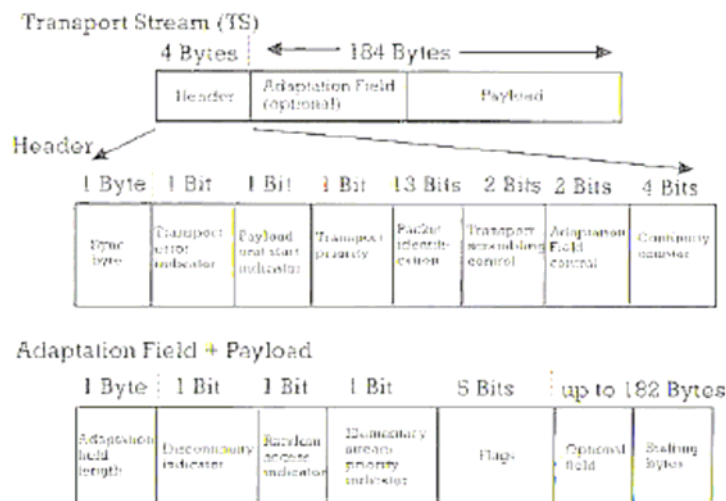 Transport Stream (TS)
4 Bytes
184 Bytes
Header
Adaptation Field
(optional)
Payload
Header
1 Byte
1 Bit
1 Bit
1 Bit
13 Bits
2 Bits
2 Bits
4 Bits
Sync
byte
Transport
error
indicator
Payload
unit start
indicator
Transport
priority
Packet
identifi-
cation
Transport
scrambling
control
Adaptation
Field
control
Continuity
counter
Adaptation Field + Payload
1 Byte
1 Bit
1 Bit
1 Bit
5 Bits
up to 182 Bytes
Adaptation
field
length
Discontinuity
indicator
Random
access
indicator
Elementary
stream
priority
indicator
Flags
Optional
field
Stuffing
bytes